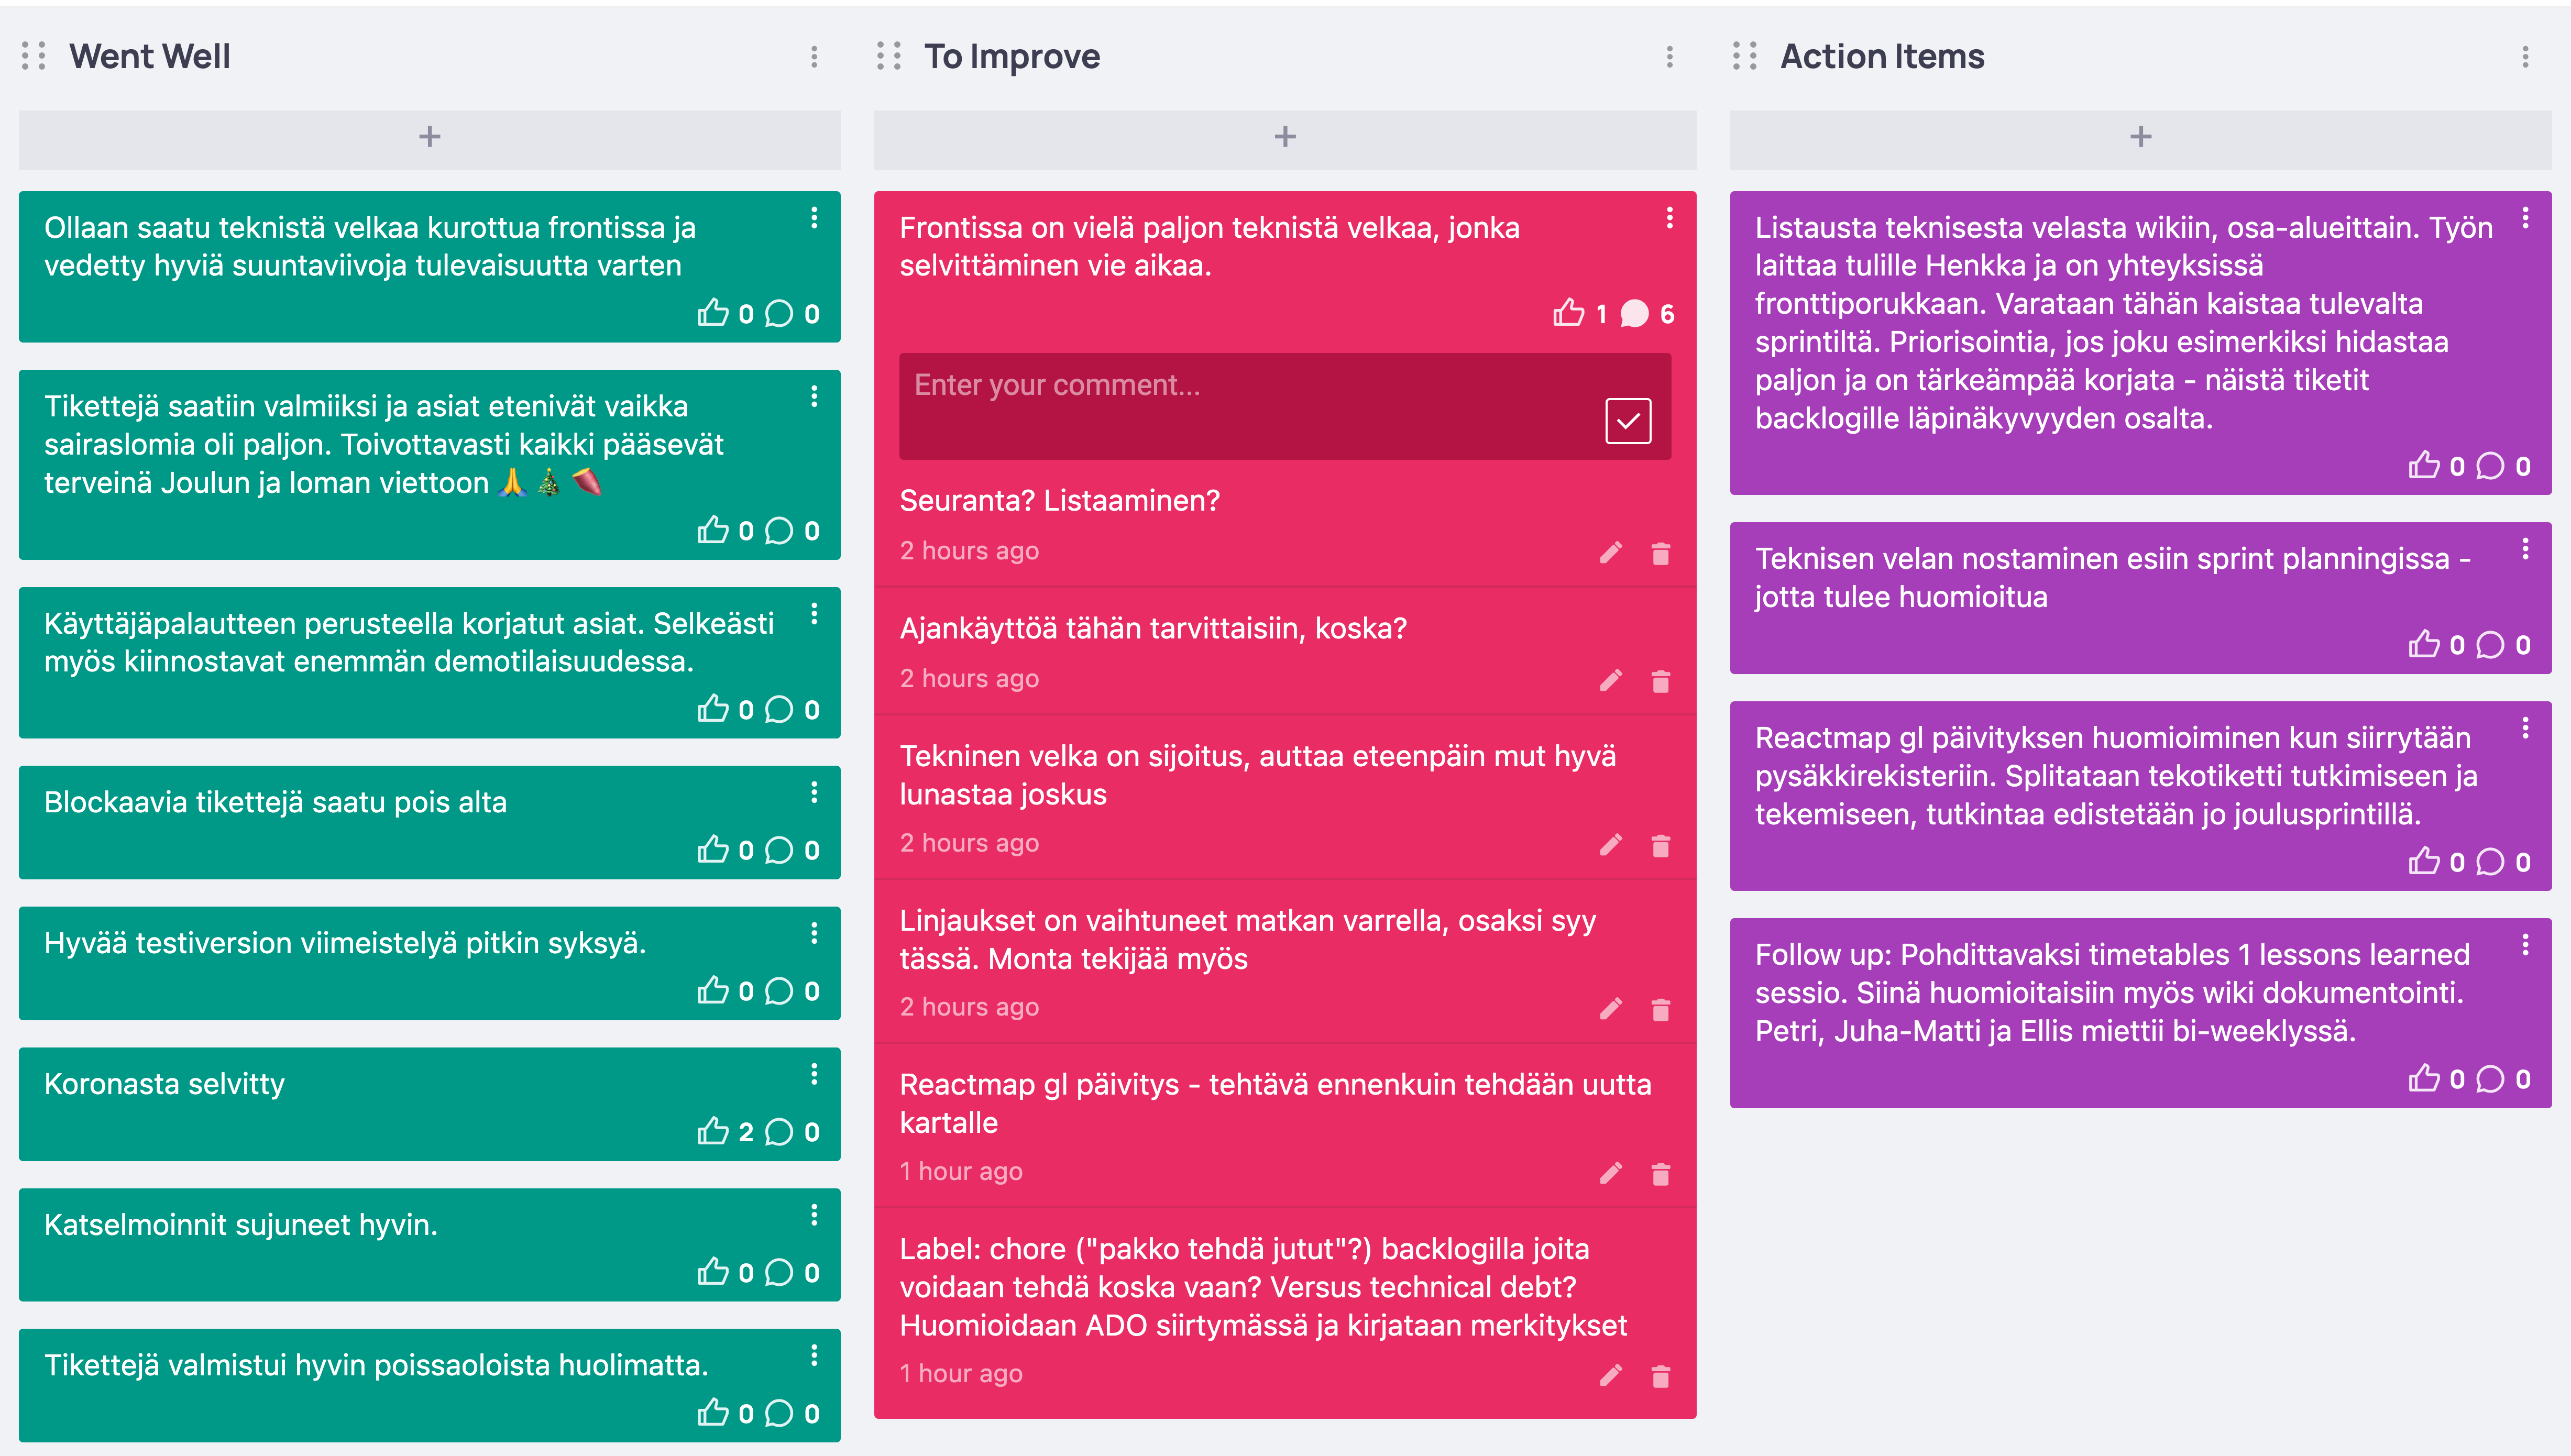 Went Well
Ollaan saatu teknistä velkaa kurottua frontissa ja
vedetty hyviä suuntaviivoja tulevaisuutta varten
0 0
Tikettejä saatiin valmiiksi ja asiat etenivät vaikka
sairaslomia oli paljon. Toivottavasti kaikki pääsevät
terveinä Joulun ja loman viettoon 🙏 🎄 🍠
0 0
Käyttäjäpalautteen perusteella korjatut asiat. Selkeästi
myös kiinnostavat enemmän demotilaisuudessa.
0 0
Blockaavia tikettejä saatu pois alta
0 0
Hyvää testiversion viimeistelyä pitkin syksyä.
0 0
Koronasta selvitty
2 0
Katselmoinnit sujuneet hyvin.
0 0
Tikettejä valmistui hyvin poissaoloista huolimatta.
0 0
To Improve
Frontissa on vielä paljon teknistä velkaa, jonka
selvittäminen vie aikaa.
1 6
Enter your comment...
Seuranta? Listaaminen?
2 hours ago
Ajankäyttöä tähän tarvittaisiin, koska?
2 hours ago
Tekninen velka on sijoitus, auttaa eteenpäin mut hyvä
lunastaa joskus
2 hours ago
Linjaukset on vaihtuneet matkan varrella, osaksi syy
tässä. Monta tekijää myös
2 hours ago
Reactmap gl päivitys - tehtävä ennenkuin tehdään uutta
kartalle
1 hour ago
Label: chore ("pakko tehdä jutut"?) backlogilla joita
voidaan tehdä koska vaan? Versus technical debt?
Huomioidaan ADO siirtymässä ja kirjataan merkitykset
1 hour ago
Action Items
Listausta teknisesta velasta wikiin, osa-alueittain. Työn
laittaa tulille Henkka ja on yhteyksissä
fronttiporukkaan. Varataan tähän kaistaa tulevalta
sprintiltä. Priorisointia, jos joku esimerkiksi hidastaa
paljon ja on tärkeämpää korjata - näistä tiketit
backlogille läpinäkyvyyden osalta.
0 0
Teknisen velan nostaminen esiin sprint planningissa -
jotta tulee huomioitua
0 0
Reactmap gl päivityksen huomioiminen kun siirrytään
pysäkkirekisteriin. Splitataan tekotiketti tutkimiseen ja
tekemiseen, tutkintaa edistetään jo joulusprintillä.
0 0
Follow up: Pohdittavaksi timetables 1 lessons learned
sessio. Siinä huomioitaisiin myös wiki dokumentointi.
Petri, Juha-Matti ja Ellis miettii bi-weeklyssä.
0 0